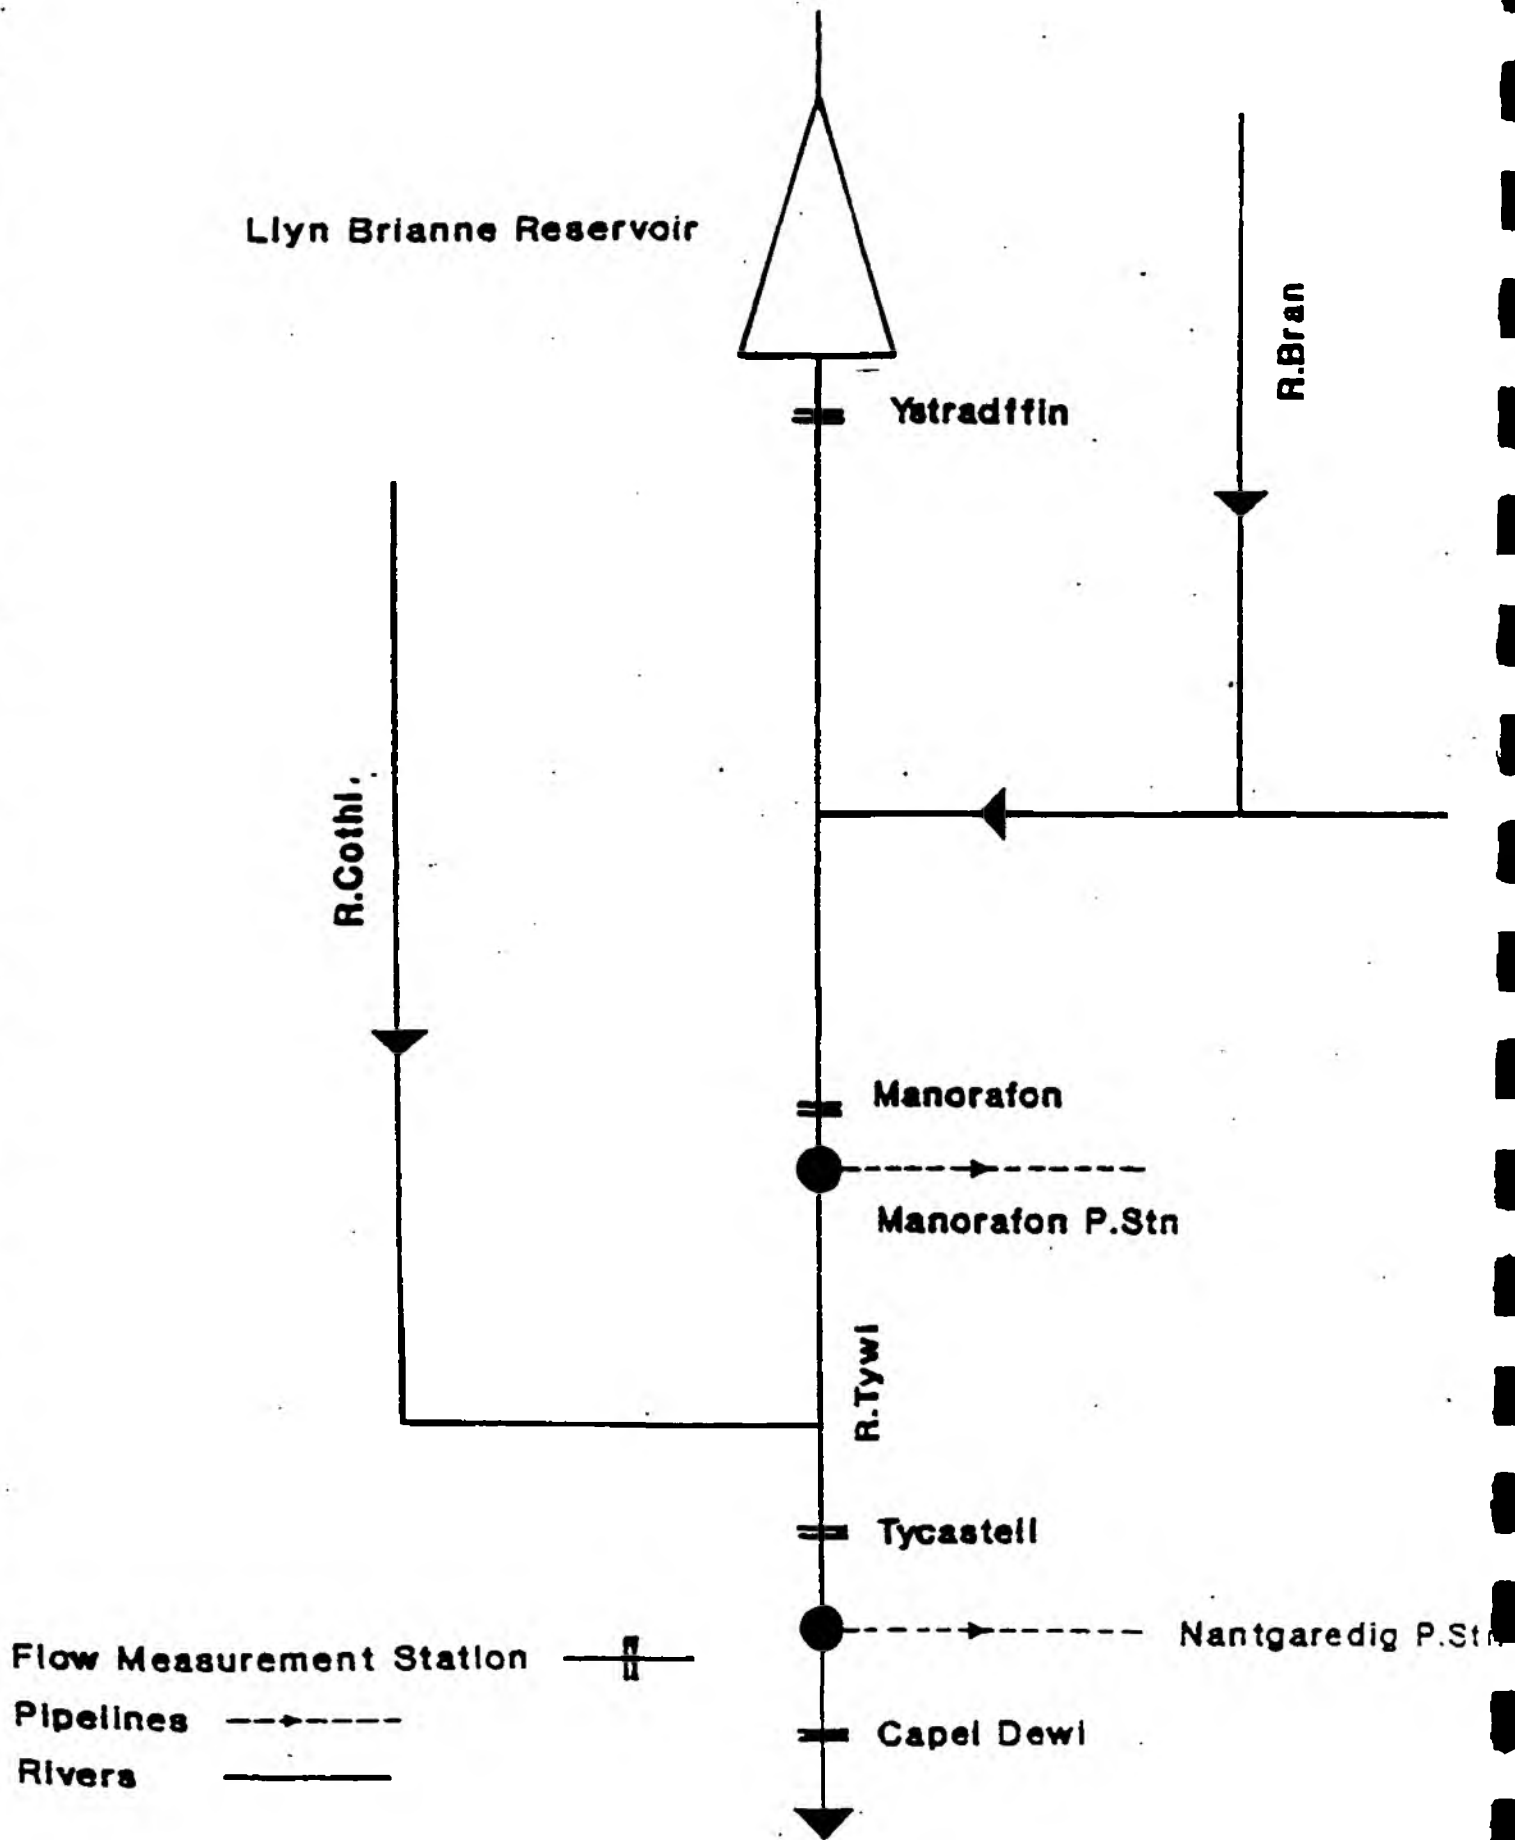 Llyn Brianne Reservoir
R.Bran
Ystradffin
R.Cothi
Manorafon
Manorafon P.Stn
R.Tywi
Tycastell
Nantgaredig P.Stn
Flow Measurement Station
Pipelines
Capel Dewi
Rivers